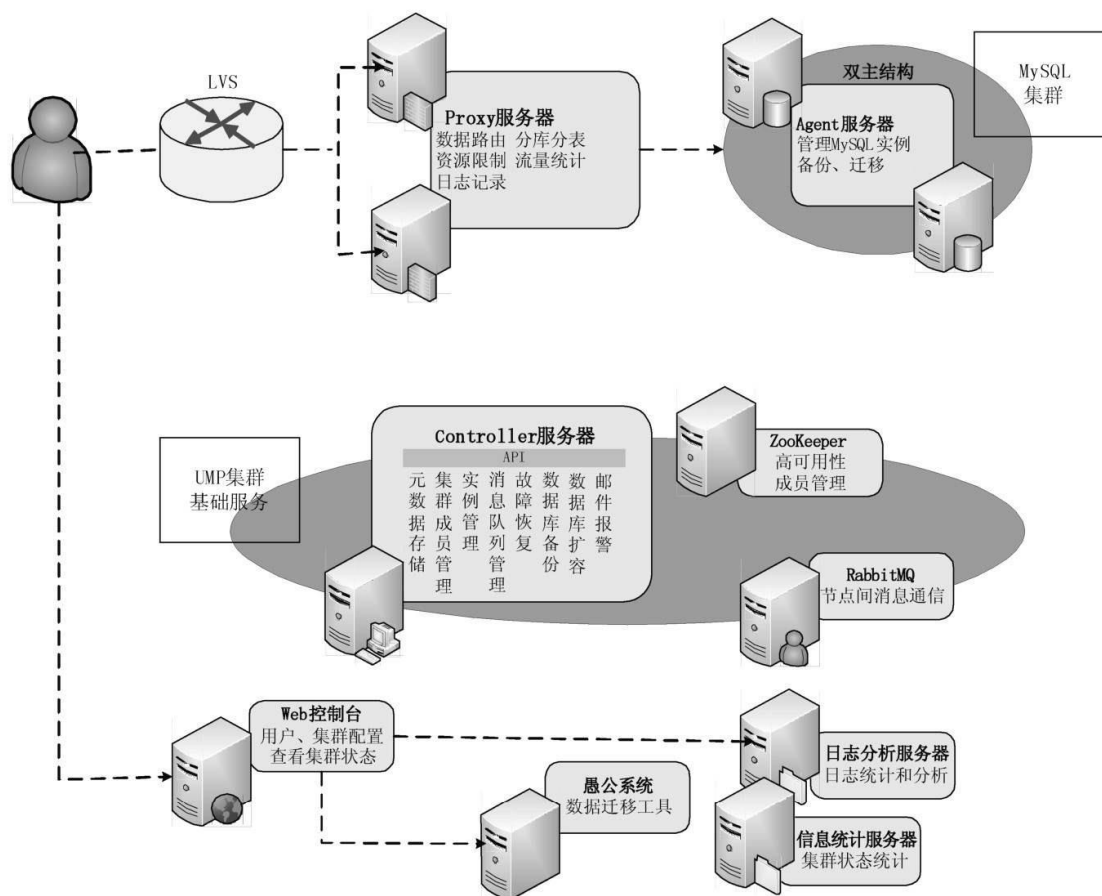 LVS
Proxy服务器
数据路由 分库分表
资源限制 流量统计
日志记录
双主结构
Agent服务器
管理MySQL实例
备份、迁移
MySQL
集群
UMP集群
基础服务
Controller服务器
API
元数据存储
集群成员管理
实例管理
消息队列管理
故障恢复
数据库备份
数据库扩容
邮件报警
ZooKeeper
高可用性
成员管理
RabbitMQ
节点间消息通信
Web控制台
用户、集群配置
查看集群状态
愚公系统
数据迁移工具
日志分析服务器
日志统计和分析
信息统计服务器
集群状态统计